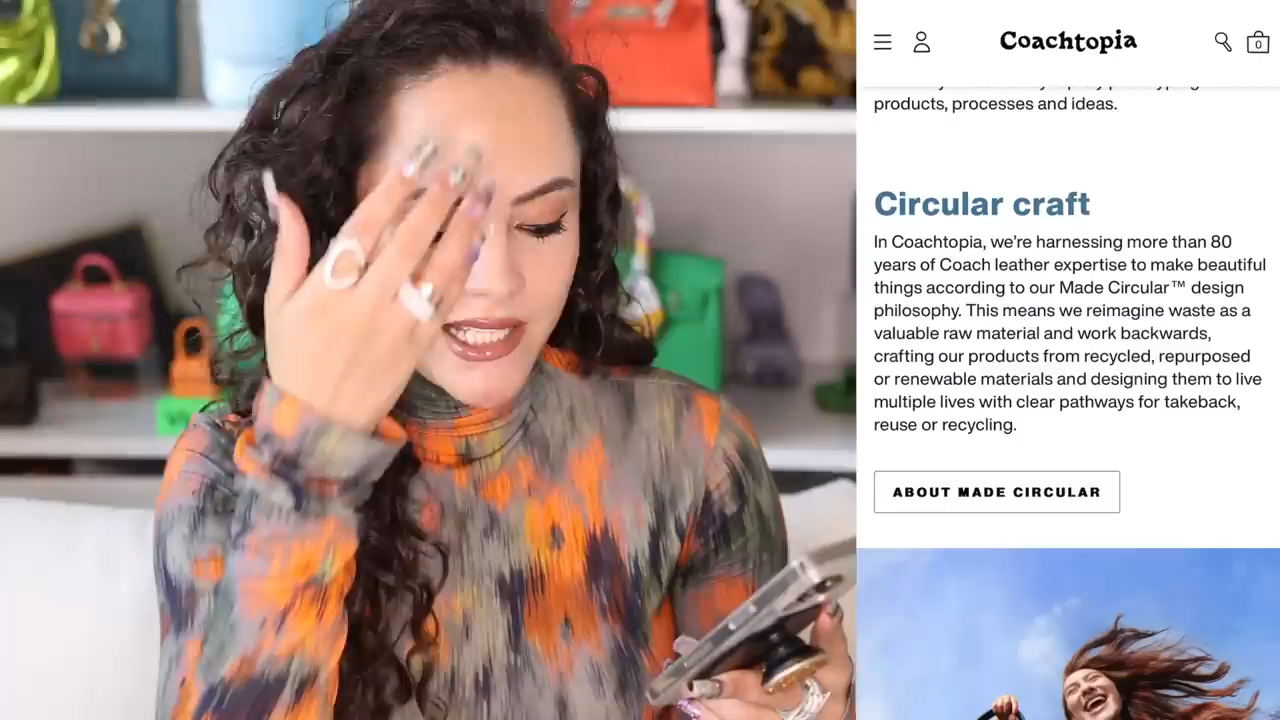 Coachtopia
0
products, processes and ideas.
Circular craft
In Coachtopia, we're harnessing more than 80
years of Coach leather expertise to make beautiful
things according to our Made Circular™ design
philosophy. This means we reimagine waste as a
valuable raw material and work backwards,
crafting our products from recycled, repurposed
or renewable materials and designing them to live
multiple lives with clear pathways for takeback,
reuse or recycling.
ABOUT MADE CIRCULAR